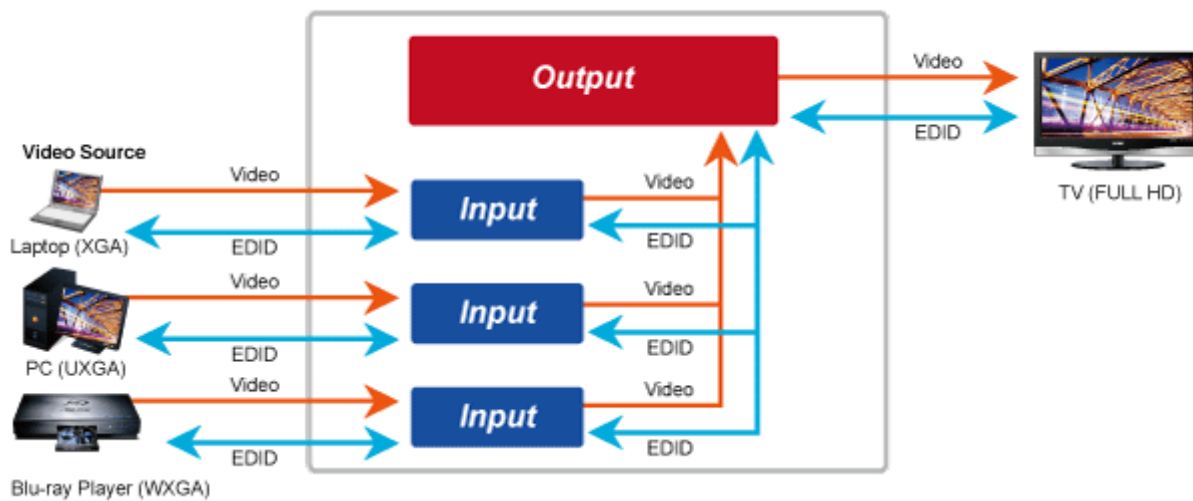 Output
Video
EDID
TV (FULL HD)
Video Source
Video
EDID
Laptop (XGA)
Input
Video
EDID
Video
EDID
PC (UXGA)
Input
Video
EDID
Video
EDID
Blu-ray Player (WXGA)
Input
Video
EDID